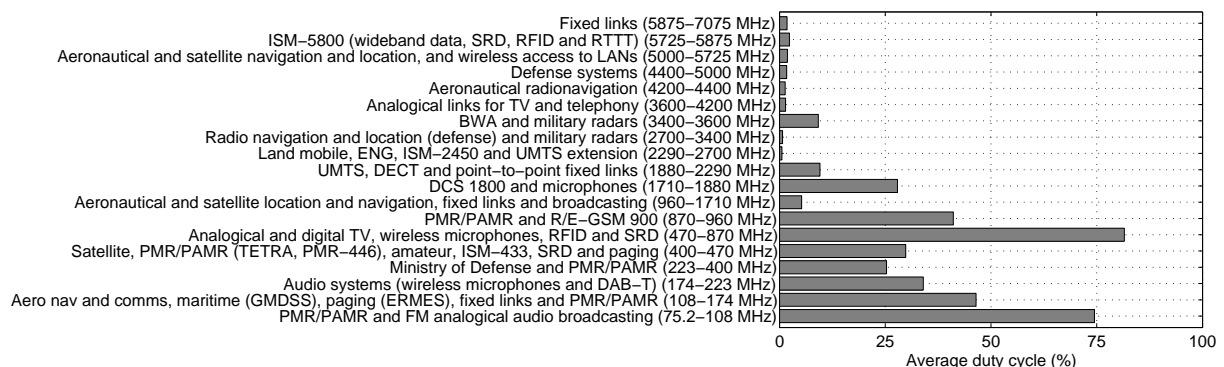 Fixed links (5875−7075 MHz)
ISM−5800 (wideband data, SRD, RFID and RTTT) (5725−5875 MHz)
Aeronautical and satellite navigation and location, and wireless access to LANs (5000−5725 MHz)
Defense systems (4400−5000 MHz)
Aeronautical radionavigation (4200−4400 MHz)
Analogical links for TV and telephony (3600−4200 MHz)
BWA and military radars (3400−3600 MHz)
Radio navigation and location (defense) and military radars (2700−3400 MHz)
Land mobile, ENG, ISM−2450 and UMTS extension (2290−2700 MHz)
UMTS, DECT and point−to−point fixed links (1880−2290 MHz)
DCS 1800 and microphones (1710−1880 MHz)
Aeronautical and satellite location and navigation, fixed links and broadcasting (960−1710 MHz)
PMR/PAMR and R/E−GSM 900 (870−960 MHz)
Analogical and digital TV, wireless microphones, RFID and SRD (470−870 MHz)
Satellite, PMR/PAMR (TETRA, PMR−446), amateur, ISM−433, SRD and paging (400−470 MHz)
Ministry of Defense and PMR/PAMR (223−400 MHz)
Audio systems (wireless microphones and DAB−T) (174−223 MHz)
Aero nav and comms, maritime (GMDSS), paging (ERMES), fixed links and PMR/PAMR (108−174 MHz)
PMR/PAMR and FM analogical audio broadcasting (75.2−108 MHz)
0 25 50 75 100
Average duty cycle (%)